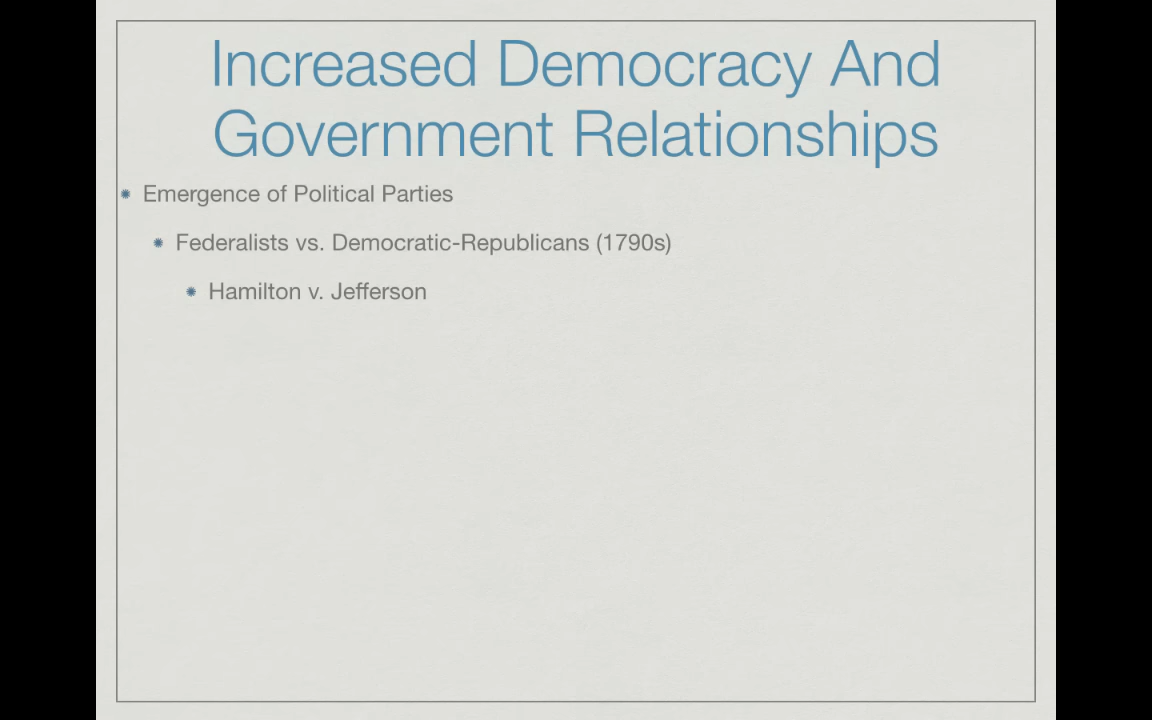 Increased Democracy And
Government Relationships
Emergence of Political Parties
Federalists vs. Democratic-Republicans (1790s)
Hamilton v. Jefferson